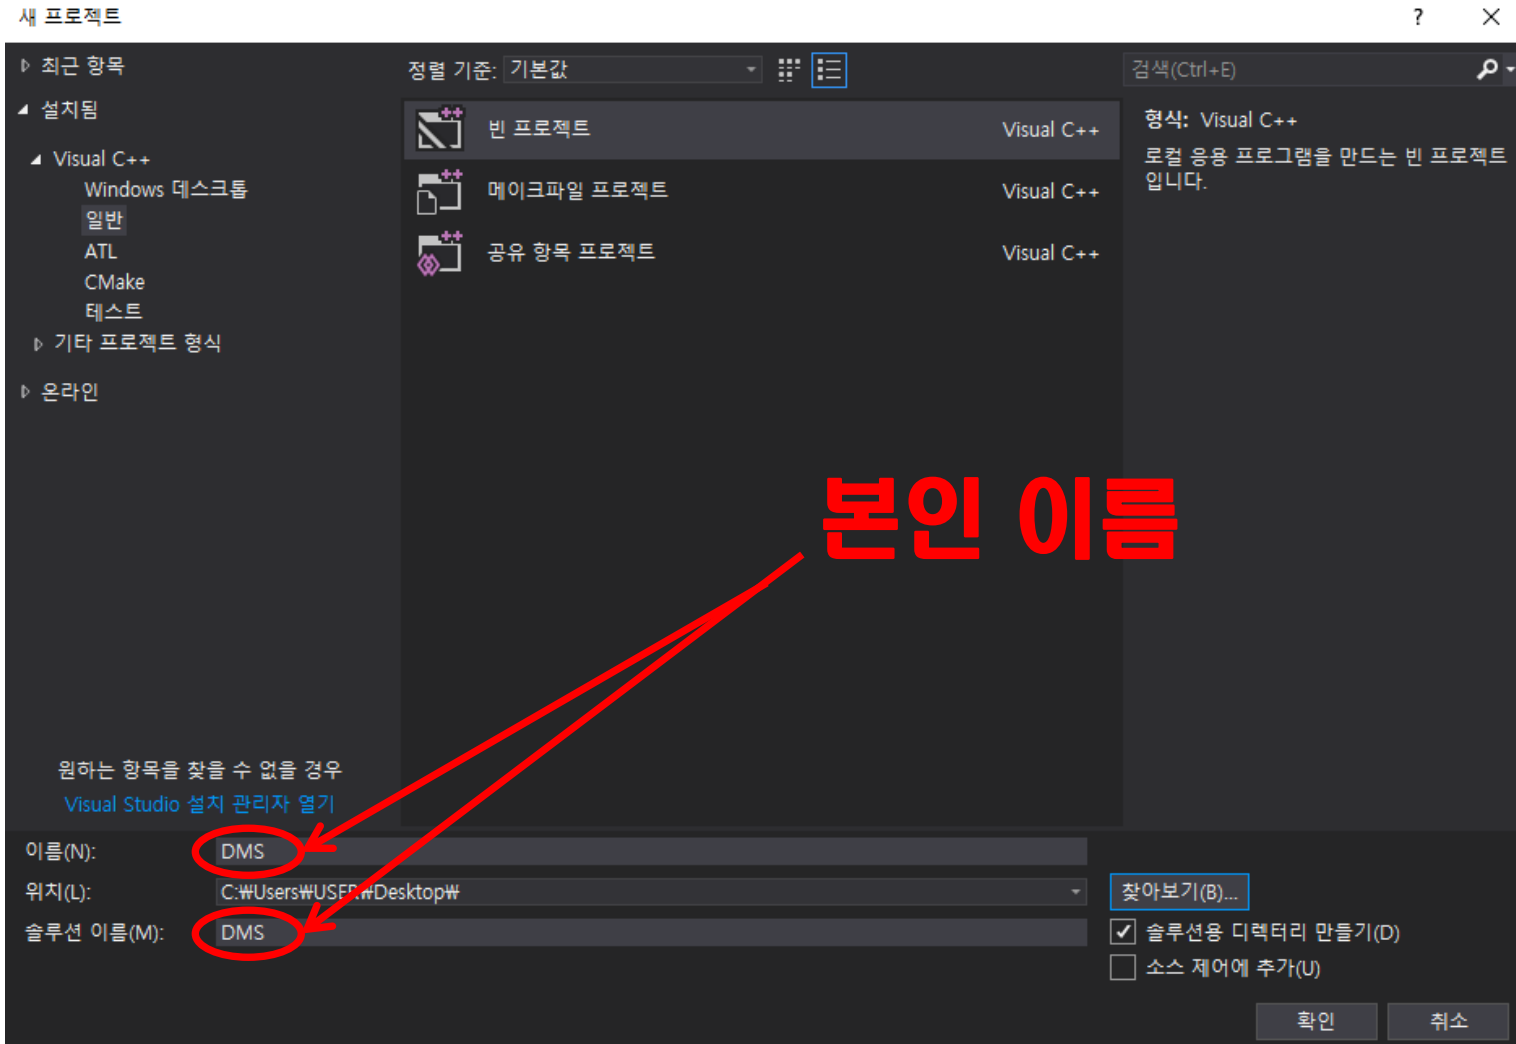 새 프로젝트
?
최근 항목
설치됨
Visual C++
Windows 데스크톱
일반
ATL
CMake
테스트
기타 프로젝트 형식
온라인
원하는 항목을 찾을 수 없을 경우
Visual Studio 설치 관리자 열기
정렬 기준: 기본값
빈 프로젝트 Visual C++
메이크파일 프로젝트 Visual C++
공유 항목 프로젝트 Visual C++
검색(Ctrl+E)
형식: Visual C++
로컬 응용 프로그램을 만드는 빈 프로젝트
입니다.
본인 이름
이름(N): DMS
위치(L): C:₩Users₩USER₩Desktop₩
찾아보기(B)...
솔루션 이름(M): DMS
솔루션용 디렉터리 만들기(D)
소스 제어에 추가(U)
확인 취소